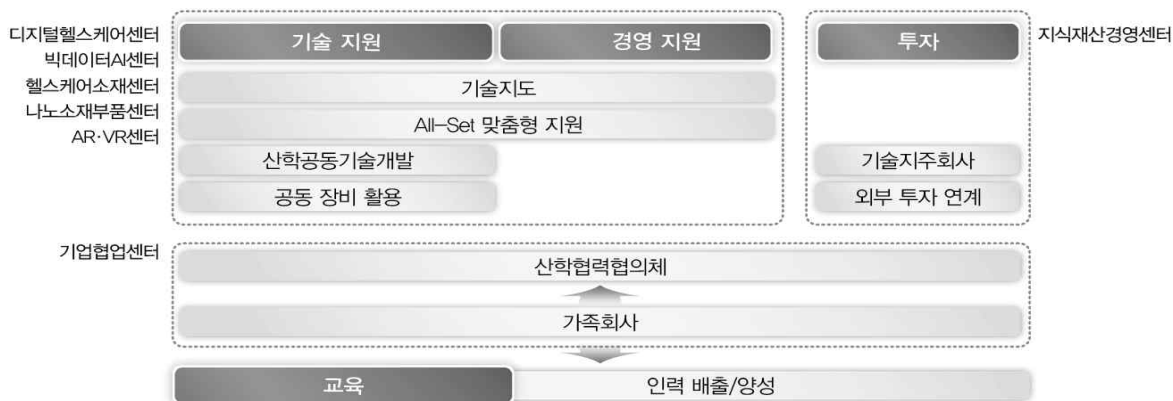 디지털헬스케어센터
빅데이터AI센터
헬스케어소재센터
나노소재부품센터
AR·VR센터
기술 지원
경영 지원
투자
지식재산경영센터
기술지도
All-Set 맞춤형 지원
산학공동기술개발
기술지주회사
공동 장비 활용
외부 투자 연계
기업협업센터
산학협력협의체
가족회사
교육
인력 배출/양성